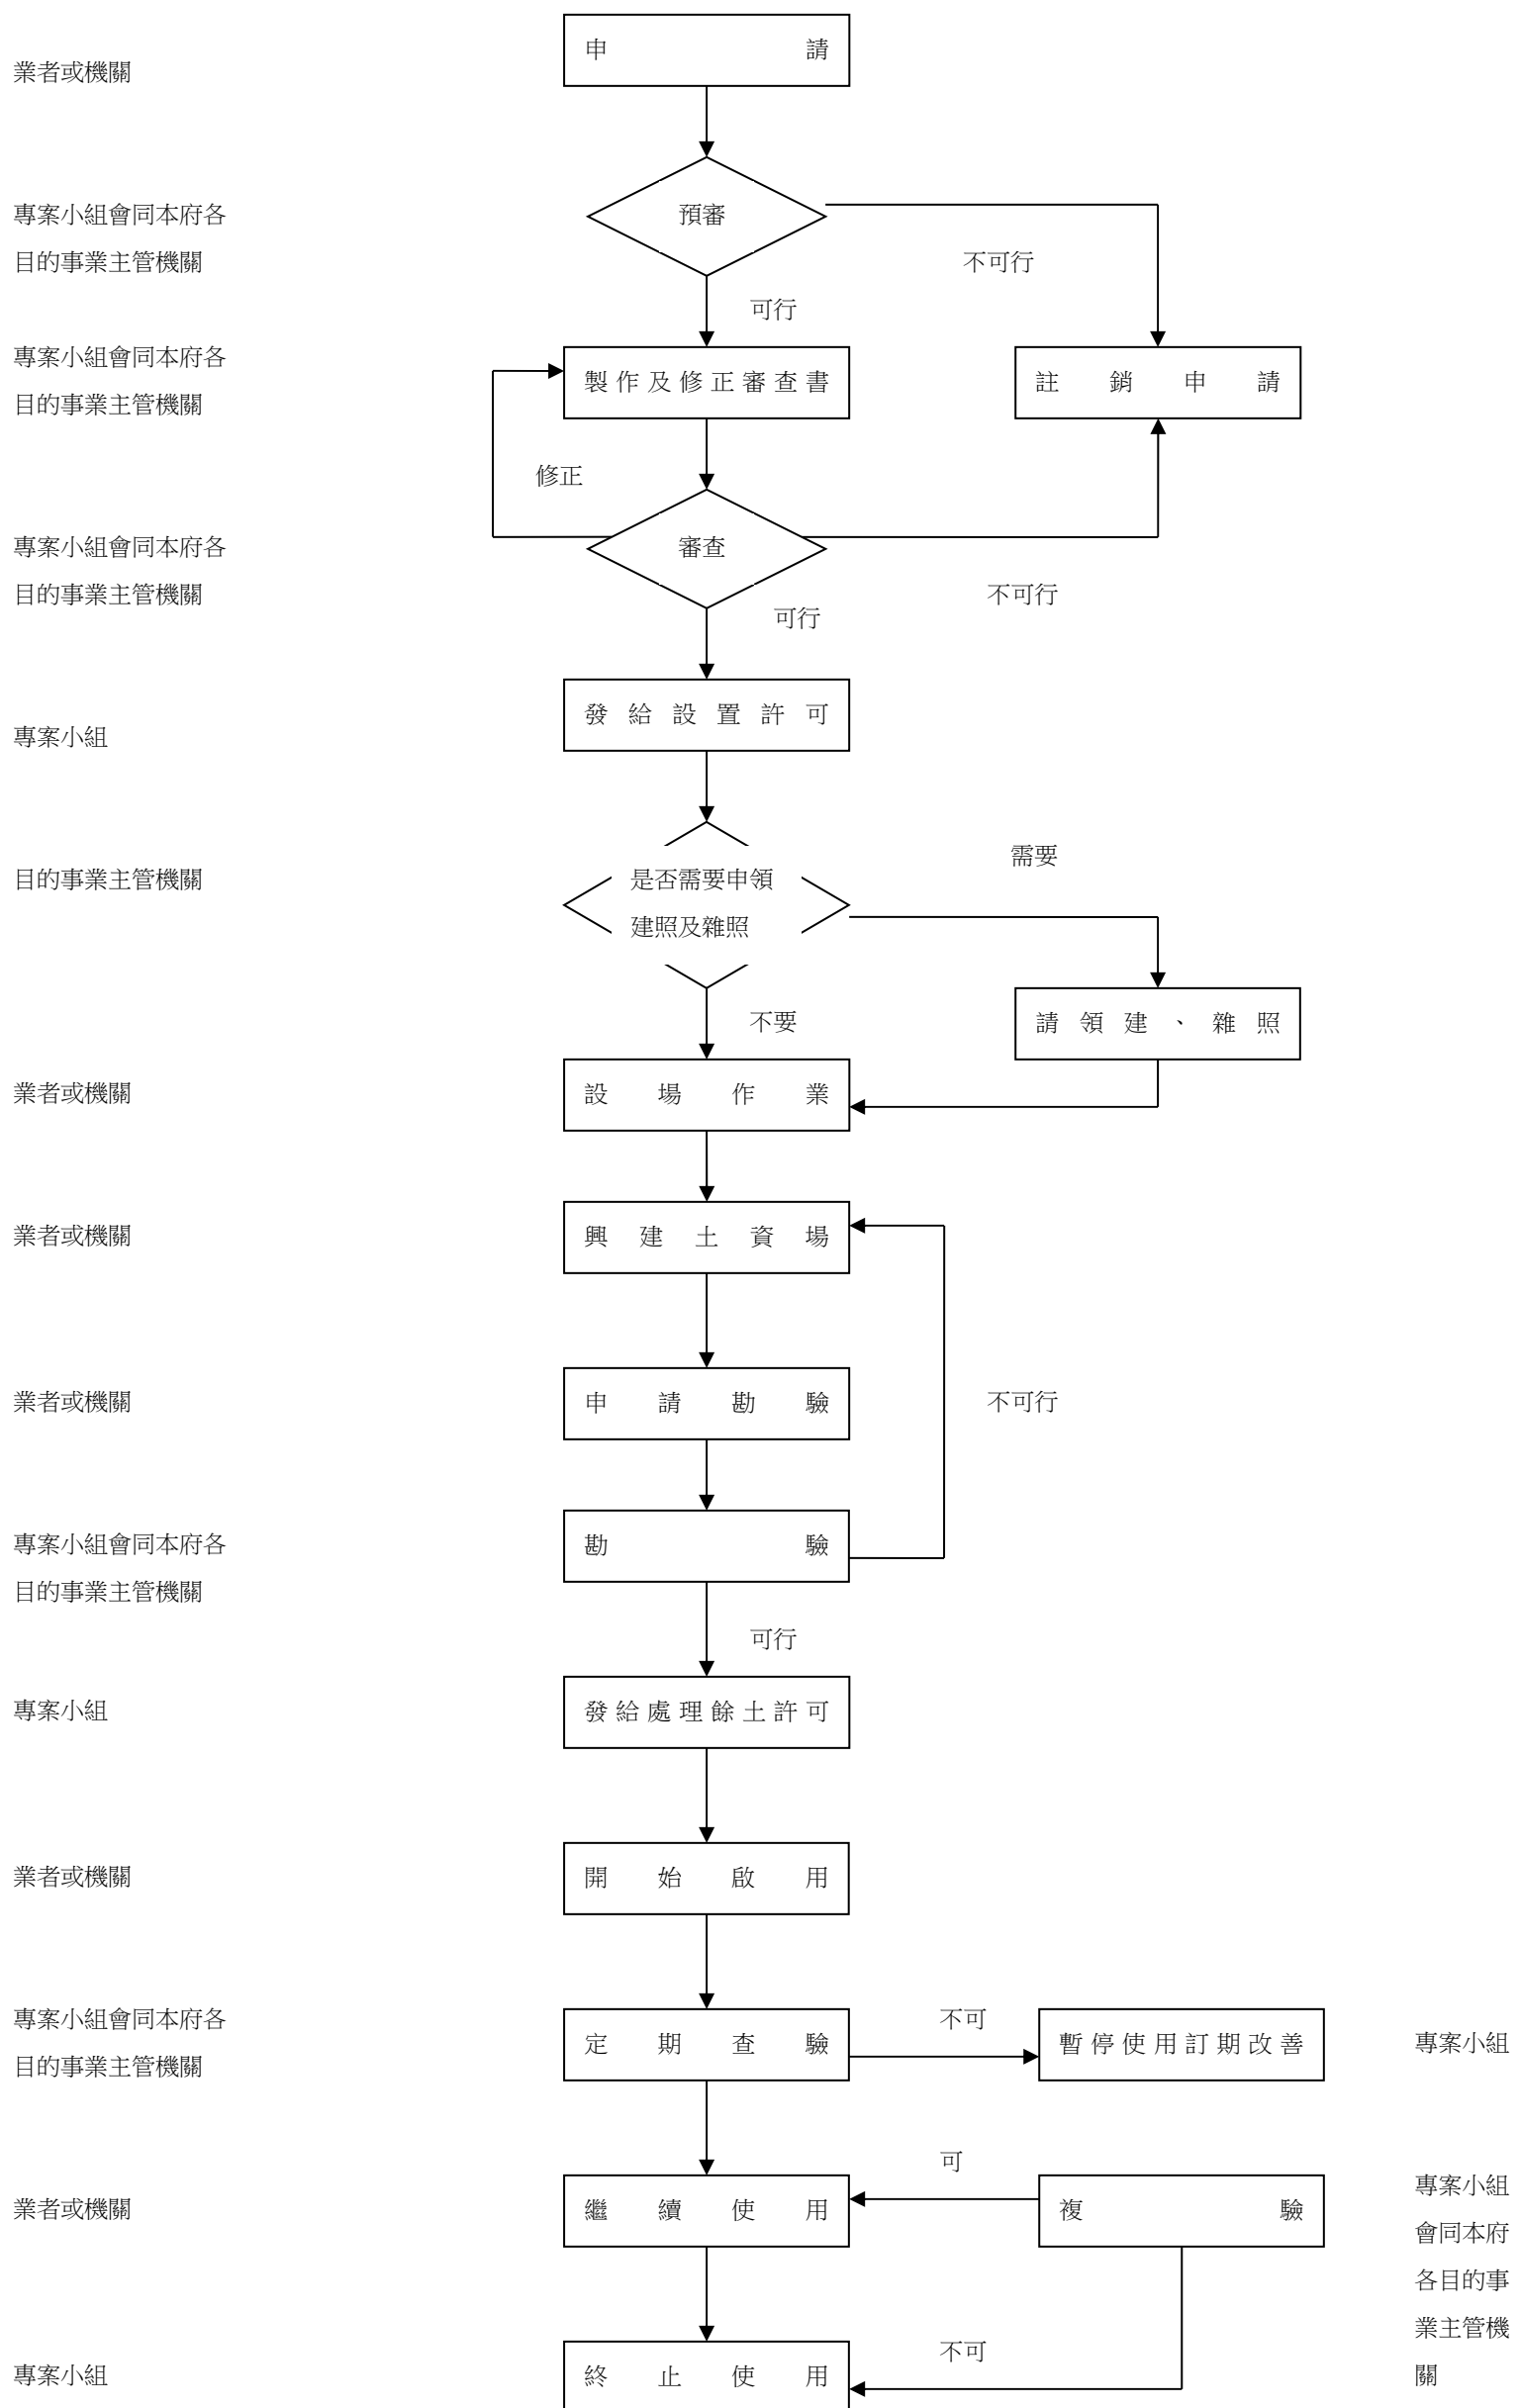 申請
業者或機關
預審
專案小組會同本府各
目的事業主管機關
不可行
可行
專案小組會同本府各
目的事業主管機關
製作及修正審查書
註銷申請
修正
審查
專案小組會同本府各
目的事業主管機關
不可行
可行
發給設置許可
專案小組
需要
目的事業主管機關
是否需要申領
建照及雜照
不要
請領建、雜照
業者或機關
設場作業
業者或機關
興建土資場
業者或機關
申請勘驗
不可行
專案小組會同本府各
目的事業主管機關
勘驗
可行
專案小組
發給處理餘土許可
業者或機關
開始啟用
專案小組會同本府各
目的事業主管機關
定期查驗
不可
暫停使用訂期改善
專案小組
可
業者或機關
繼續使用
複驗
專案小組
會同本府
各目的事
業主管機
關
不可
專案小組
終止使用